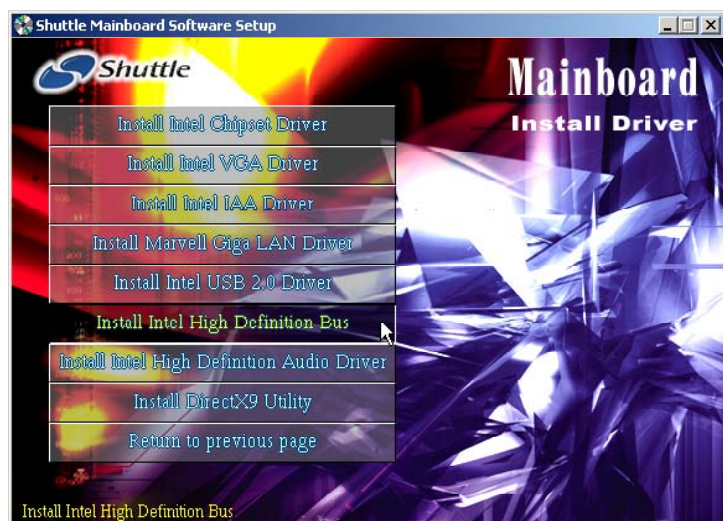 Shuttle Mainboard Software Setup
Shuttle
Mainboard
Install Driver
Install Intel Chipset Driver
Install Intel VGA Driver
Install Intel IAA Driver
Install Marvell Giga LAN Driver
Install Intel USB 2.0 Driver
Install Intel High Definition Bus
Install Intel High Definition Audio Driver
Install DirectX9 Utility
Return to previous page
Install Intel High Definition Bus